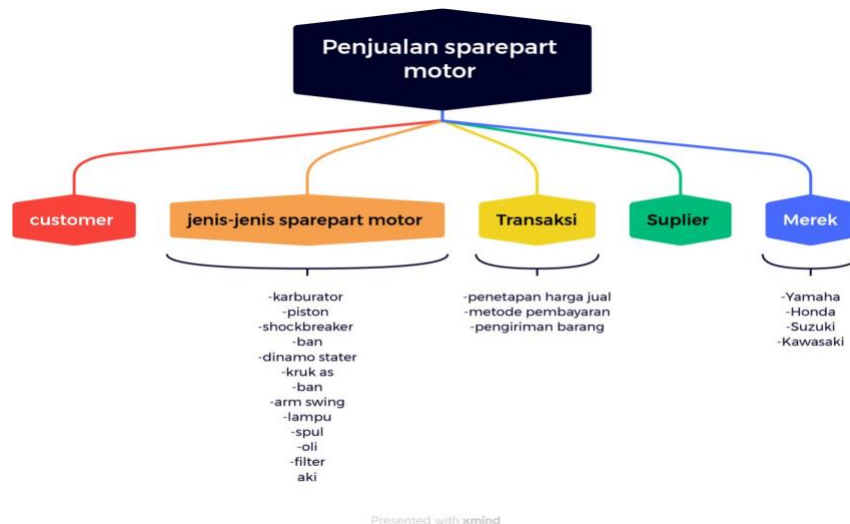 Penjualan sparepart
motor
customer
jenis-jenis sparepart motor
Transaksi
Suplier
Merek
-karburator
-piston
-shockbreaker
-ban
-dinamo stater
-kruk as
-ban
-arm swing
-lampu
-spul
-oli
-filter
aki
-penetapan harga jual
-metode pembayaran
-pengiriman barang
-Yamaha
-Honda
-Suzuki
-Kawasaki
Presented with xmind